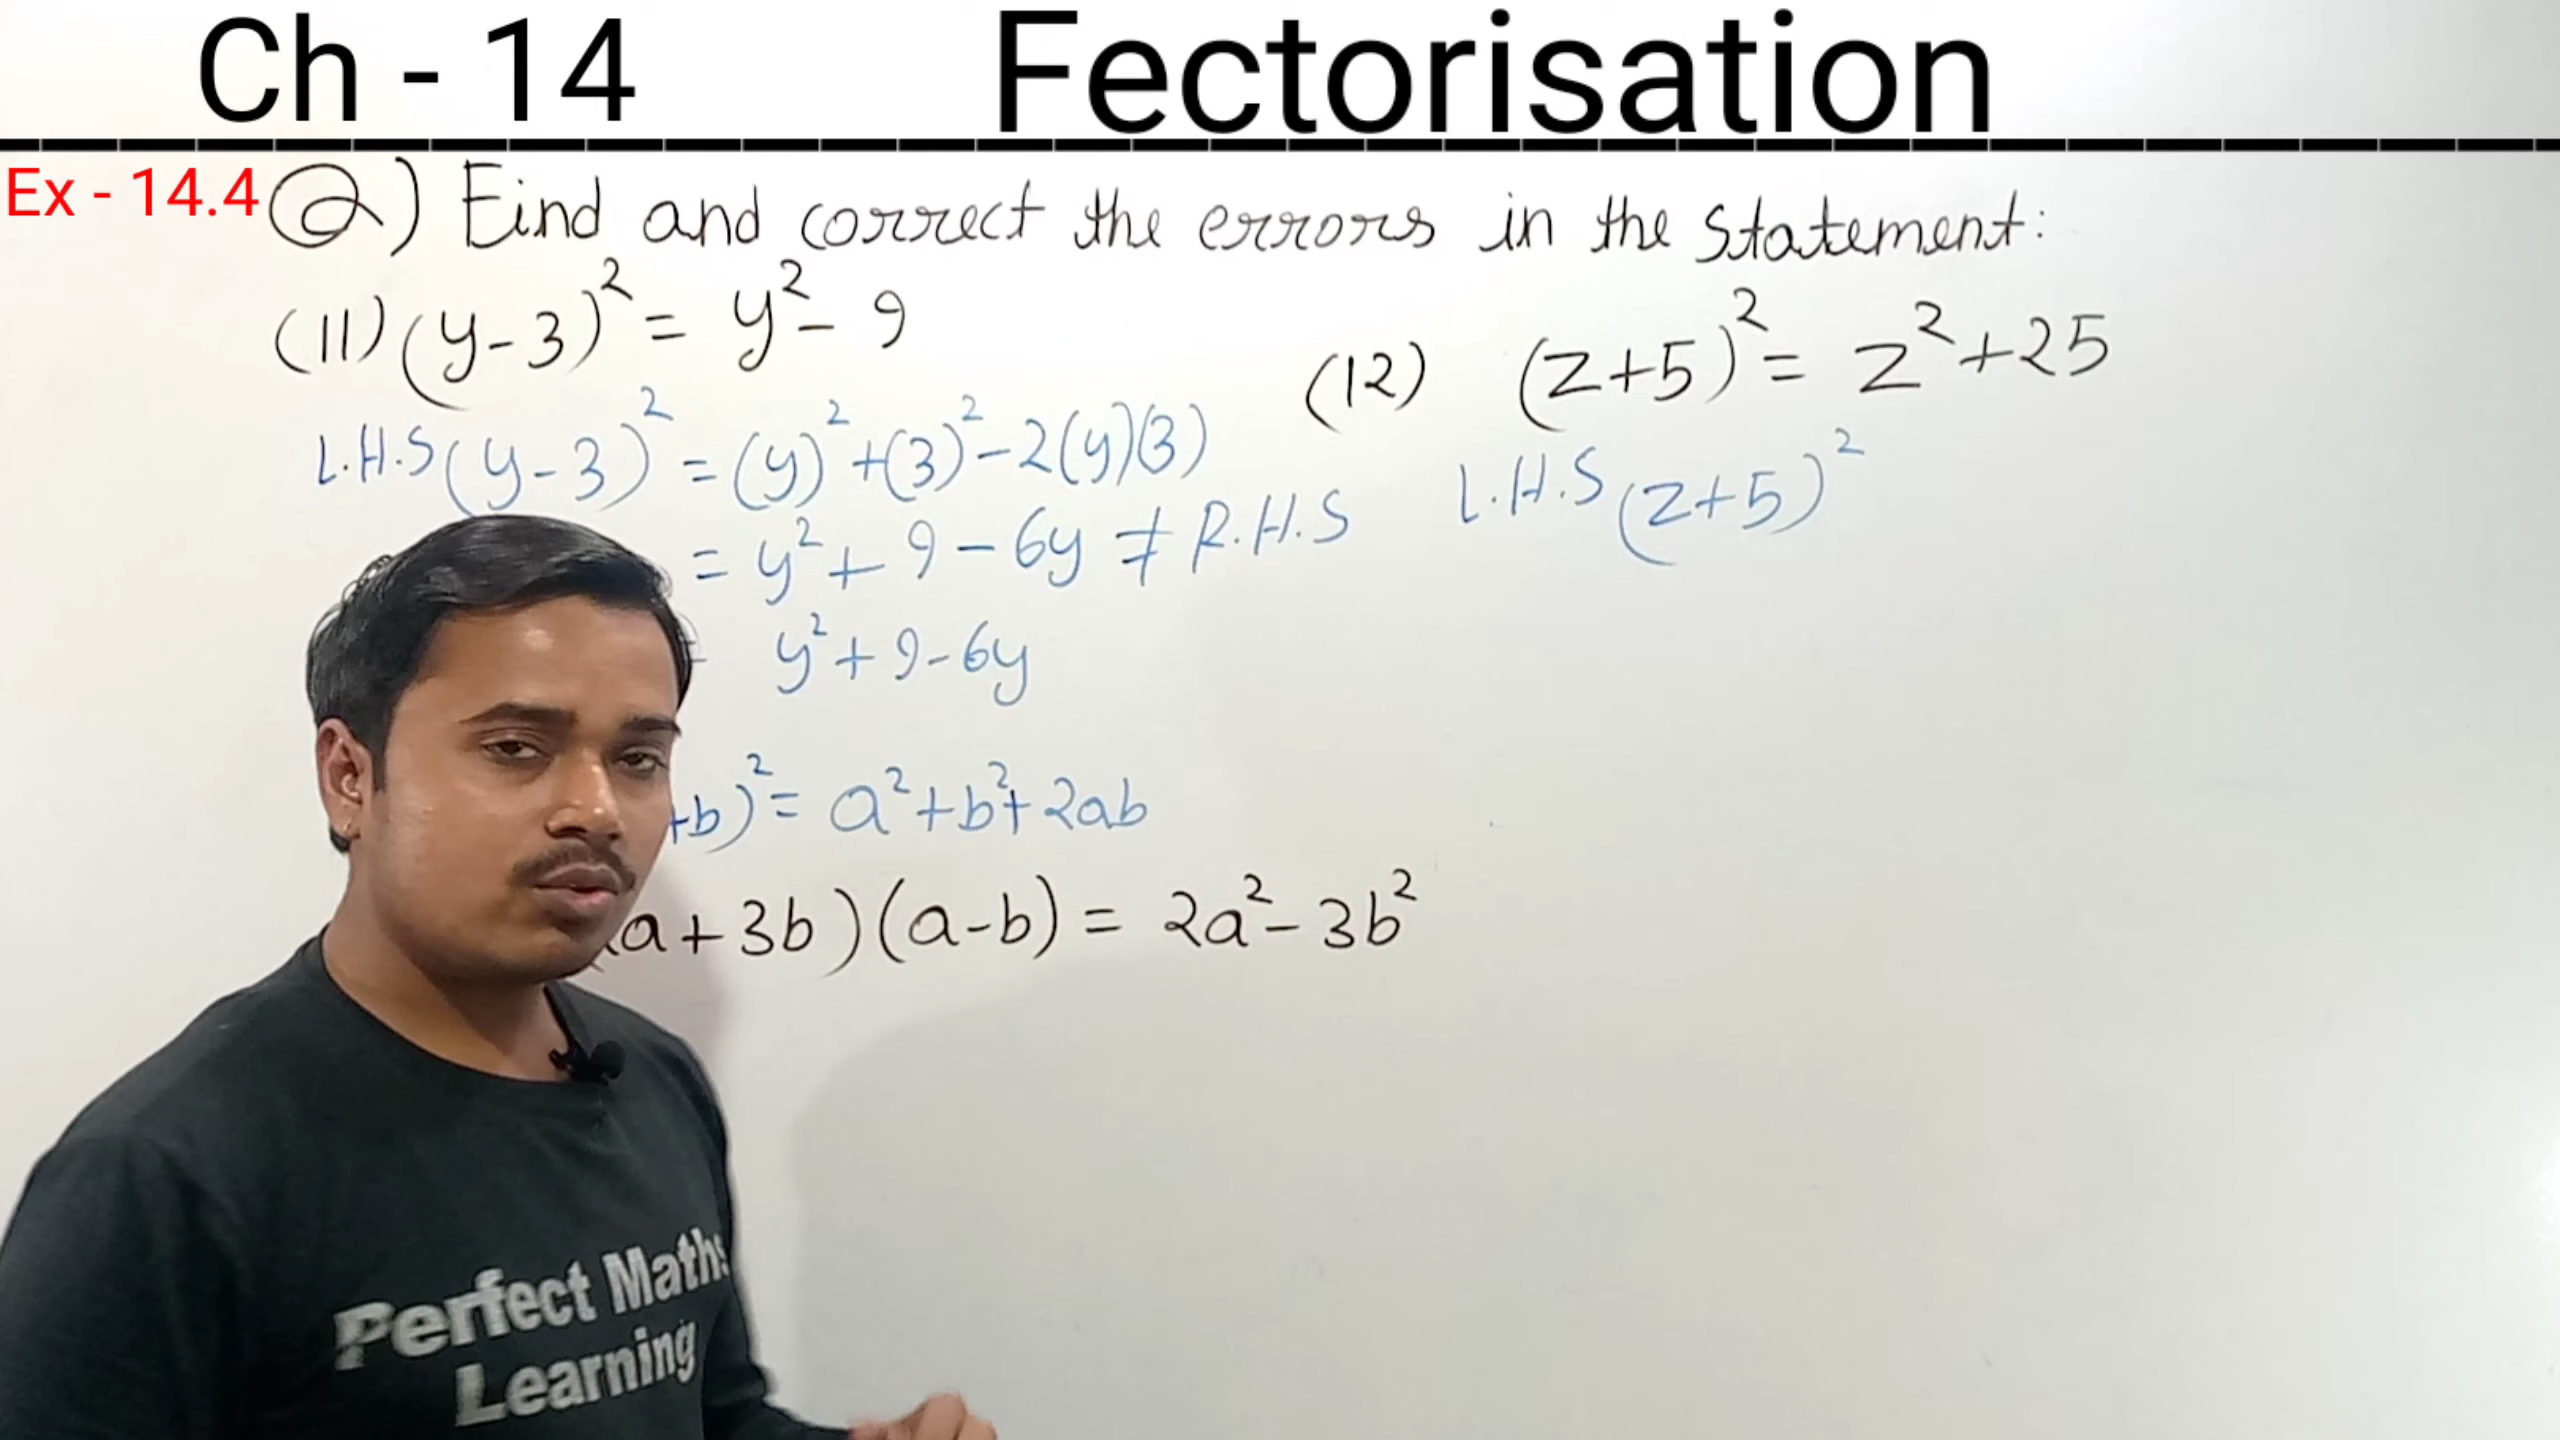 Ch - 14 Fectorisation
Ex - 14.4 Q) Find and correct the errors in the statement:
(11) (y-3)² = y² - 9
L.H.S (y-3)² = (y)² + (3)² - 2(y)(3)
= y² + 9 - 6y ≠ R.H.S
y² + 9 - 6y
+b)² = a² + b² + 2ab
(a + 3b)(a - b) = 2a² - 3b²
(12) (z+5)² = z² + 25
L.H.S (z+5)²
Perfect Maths
Learning